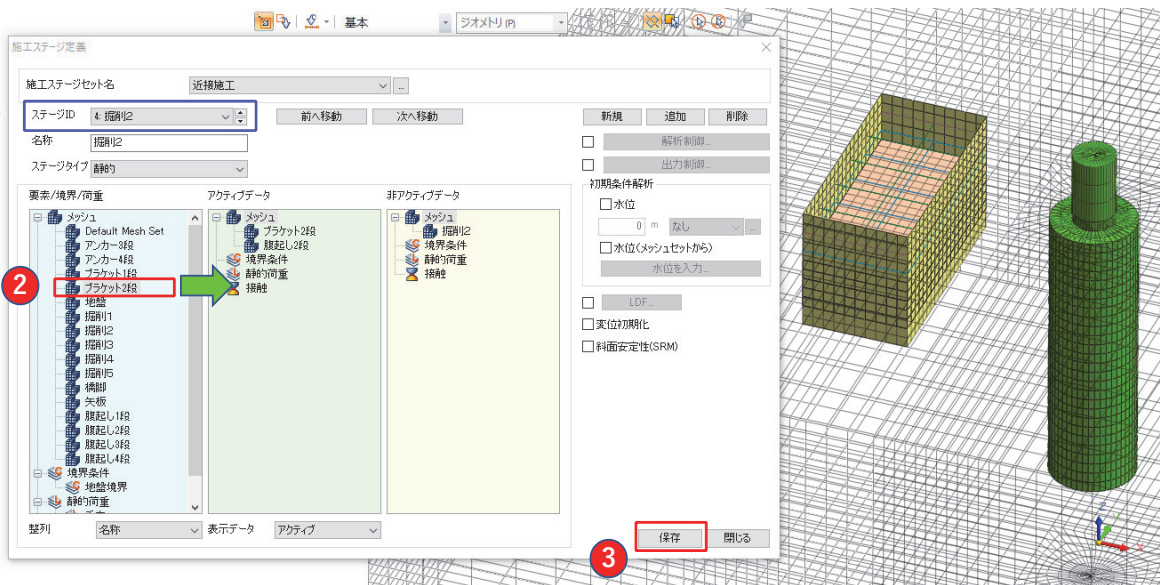 基本
ジオメトリ(P)
施工ステージ定義
施工ステージセット名
近接施工
...
ステージID
4: 掘削2
前へ移動
次へ移動
新規
追加
削除
名称
掘削2
解析制御...
ステージタイプ
静的
出力制御...
要素/境界/荷重
アクティブデータ
非アクティブデータ
初期条件解析
メッシュ
Default Mesh Set
アンカー3段
アンカー4段
ブラケット1段
ブラケット2段
地盤
掘削1
掘削2
掘削3
掘削4
掘削5
橋脚
矢板
腹起し1段
腹起し2段
腹起し3段
腹起し4段
境界条件
地盤境界
静的荷重
メッシュ
ブラケット2段
腹起し2段
境界条件
静的荷重
接触
メッシュ
掘削2
境界条件
静的荷重
接触
水位
0 m なし ...
水位(メッシュセットから)
水位を入力...
LDF...
変位初期化
斜面安定性(SRM)
2
整列
名称
表示データ
アクティブ
3
保存
閉じる
Z
Y
X